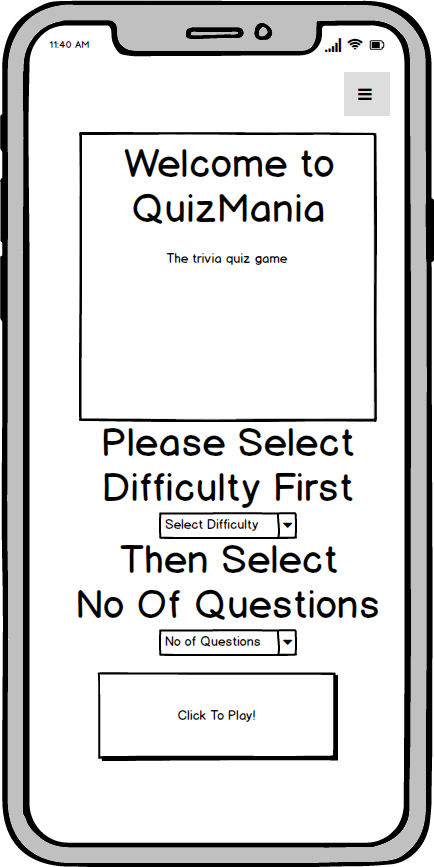 11:40 AM
Welcome to
QuizMania
The trivia quiz game
Please Select
Difficulty First
Select Difficulty
Then Select
No Of Questions
No of Questions
Click To Play!